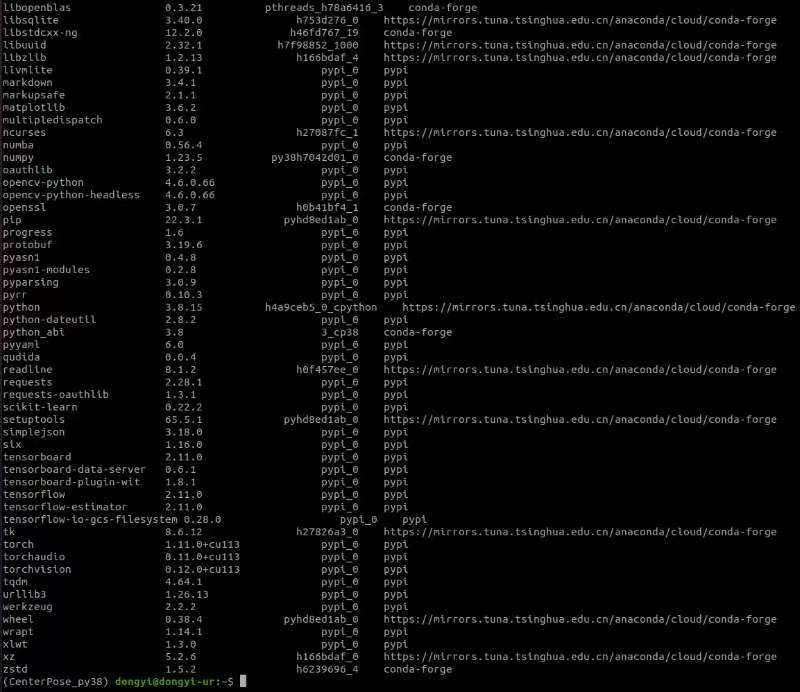 libopenblas 0.3.21 pthreads_h78a6416_3 conda-forge
libsqlite 3.40.0 h753d276_0 https://mirrors.tuna.tsinghua.edu.cn/anaconda/cloud/conda-forge
libstdcxx-ng 12.2.0 h46fd767_19 conda-forge
libuuid 2.32.1 h7f98852_1000 https://mirrors.tuna.tsinghua.edu.cn/anaconda/cloud/conda-forge
libzlib 1.2.13 h166bdaf_4 https://mirrors.tuna.tsinghua.edu.cn/anaconda/cloud/conda-forge
llvmlite 0.39.1 pypi_0 pypi
markdown 3.4.1 pypi_0 pypi
markupsafe 2.1.1 pypi_0 pypi
matplotlib 3.6.2 pypi_0 pypi
multipledispatch 0.6.0 pypi_0 pypi
ncurses 6.3 h27087fc_1 https://mirrors.tuna.tsinghua.edu.cn/anaconda/cloud/conda-forge
numba 0.56.4 pypi_0 pypi
numpy 1.23.5 py38h7042d01_0 conda-forge
oauthlib 3.2.2 pypi_0 pypi
opencv-python 4.6.0.66 pypi_0 pypi
opencv-python-headless 4.6.0.66 pypi_0 pypi
openssl 3.0.7 h0b41bf4_1 conda-forge
pip 22.3.1 pyhd8ed1ab_0 https://mirrors.tuna.tsinghua.edu.cn/anaconda/cloud/conda-forge
progress 1.6 pypi_0 pypi
protobuf 3.19.6 pypi_0 pypi
pyasn1 0.4.8 pypi_0 pypi
pyasn1-modules 0.2.8 pypi_0 pypi
pyparsing 3.0.9 pypi_0 pypi
pyrr 0.10.3 pypi_0 pypi
python 3.8.15 h4a9ceb5_0_cpython https://mirrors.tuna.tsinghua.edu.cn/anaconda/cloud/conda-forge
python-dateutil 2.8.2 pypi_0 pypi
python_abi 3.8 3_cp38 conda-forge
pyyaml 6.0 pypi_0 pypi
qudida 0.0.4 pypi_0 pypi
readline 8.1.2 h0f457ee_0 https://mirrors.tuna.tsinghua.edu.cn/anaconda/cloud/conda-forge
requests 2.28.1 pypi_0 pypi
requests-oauthlib 1.3.1 pypi_0 pypi
scikit-learn 0.22.2 pypi_0 pypi
setuptools 65.5.1 pyhd8ed1ab_0 https://mirrors.tuna.tsinghua.edu.cn/anaconda/cloud/conda-forge
simplejson 3.18.0 pypi_0 pypi
six 1.16.0 pypi_0 pypi
tensorboard 2.11.0 pypi_0 pypi
tensorboard-data-server 0.6.1 pypi_0 pypi
tensorboard-plugin-wit 1.8.1 pypi_0 pypi
tensorflow 2.11.0 pypi_0 pypi
tensorflow-estimator 2.11.0 pypi_0 pypi
tensorflow-io-gcs-filesystem 0.28.0 pypi_0 pypi
tk 8.6.12 h27826a3_0 https://mirrors.tuna.tsinghua.edu.cn/anaconda/cloud/conda-forge
torch 1.11.0+cu113 pypi_0 pypi
torchaudio 0.11.0+cu113 pypi_0 pypi
torchvision 0.12.0+cu113 pypi_0 pypi
tqdm 4.64.1 pypi_0 pypi
urllib3 1.26.13 pypi_0 pypi
werkzeug 2.2.2 pypi_0 pypi
wheel 0.38.4 pyhd8ed1ab_0 https://mirrors.tuna.tsinghua.edu.cn/anaconda/cloud/conda-forge
wrapt 1.14.1 pypi_0 pypi
xlwt 1.3.0 pypi_0 pypi
xz 5.2.6 h166bdaf_0 https://mirrors.tuna.tsinghua.edu.cn/anaconda/cloud/conda-forge
zstd 1.5.2 h6239696_4 conda-forge
(CenterPose_py38) dongyi@dongyi-ur:~$